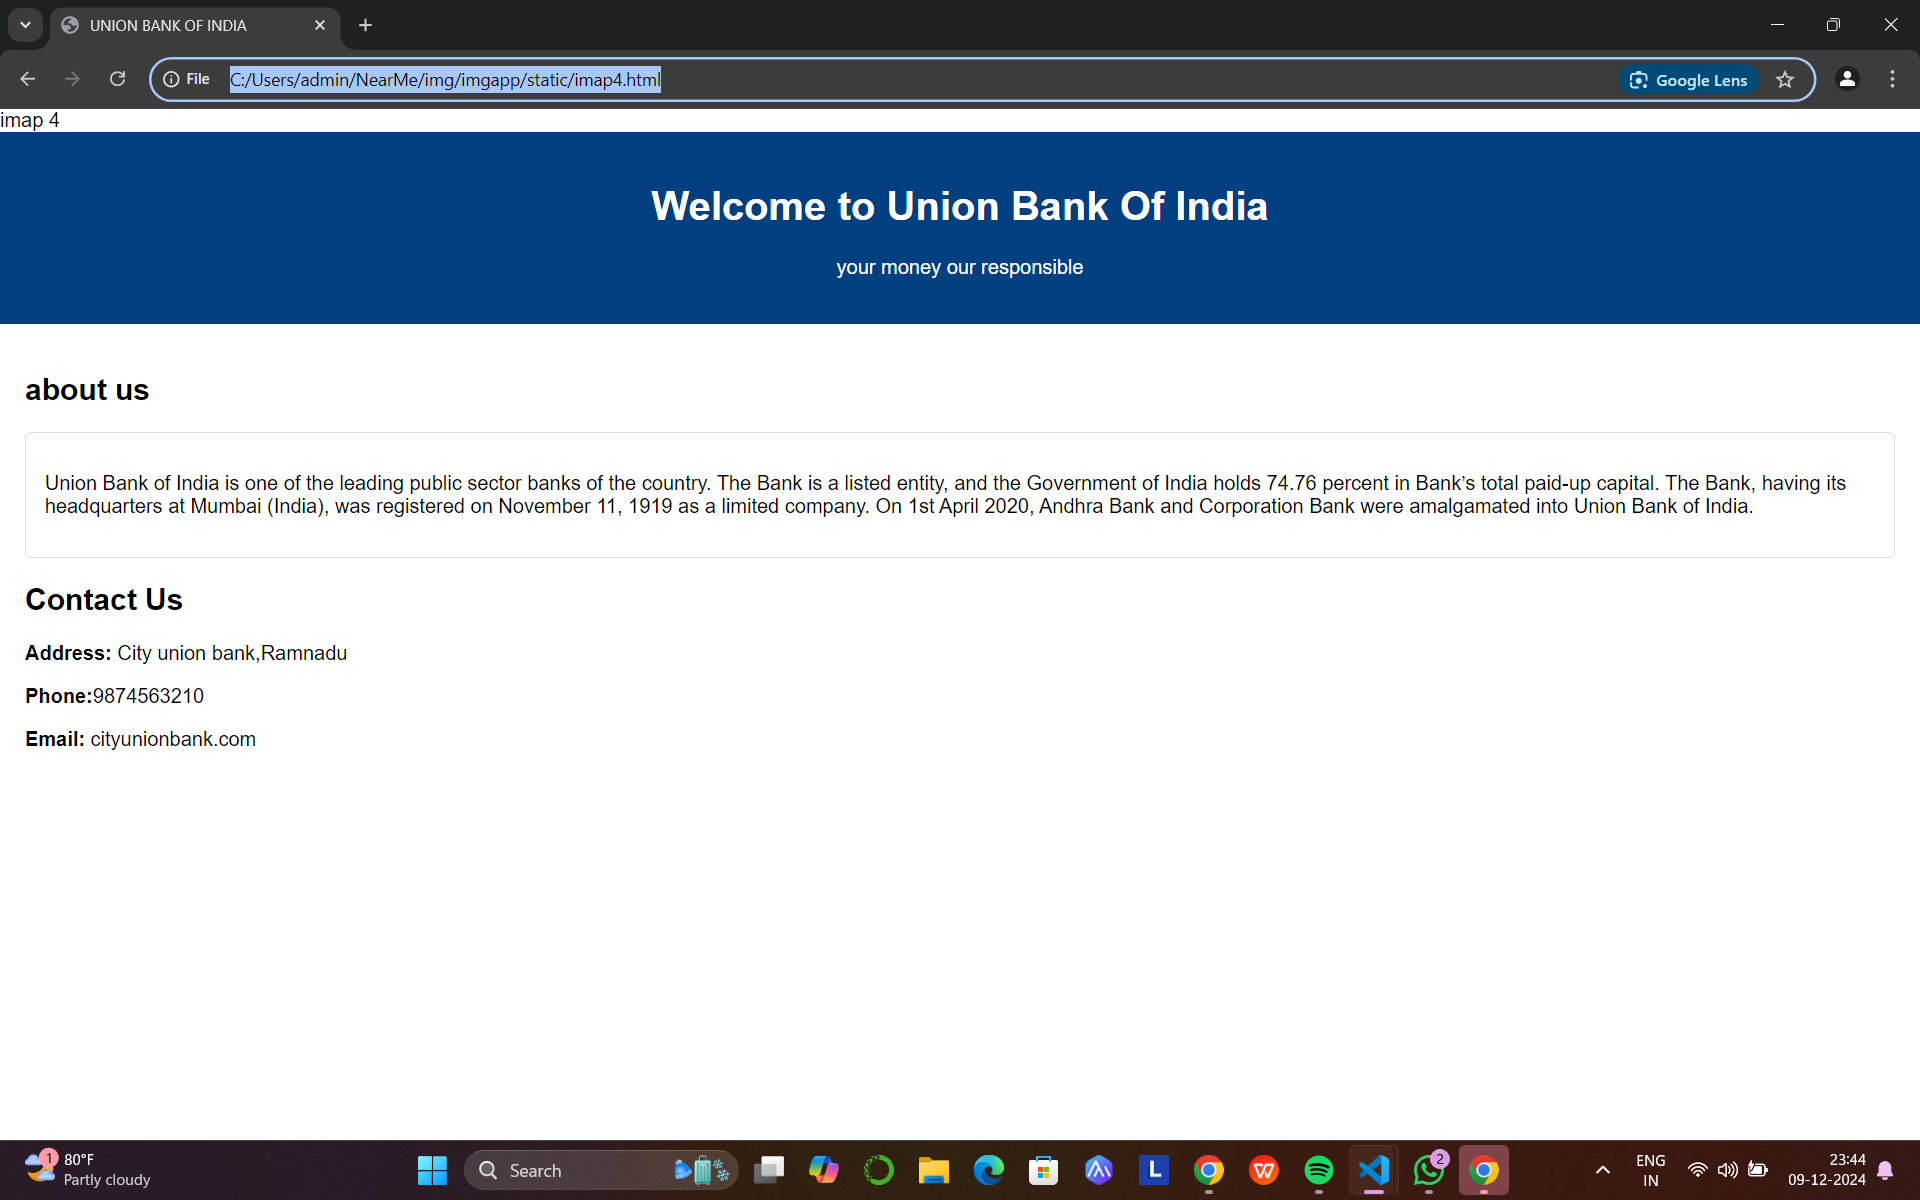 UNION BANK OF INDIA
File C:/Users/admin/NearMe/img/imgapp/static/imap4.html Google Lens
imap 4
Welcome to Union Bank Of India
your money our responsible
about us
Union Bank of India is one of the leading public sector banks of the country. The Bank is a listed entity, and the Government of India holds 74.76 percent in Bank’s total paid-up capital. The Bank, having its
headquarters at Mumbai (India), was registered on November 11, 1919 as a limited company. On 1st April 2020, Andhra Bank and Corporation Bank were amalgamated into Union Bank of India.
Contact Us
Address: City union bank,Ramnadu
Phone:9874563210
Email: cityunionbank.com
1
80°F
Partly cloudy
Search
L
W
2
ENG
IN
23:44
09-12-2024